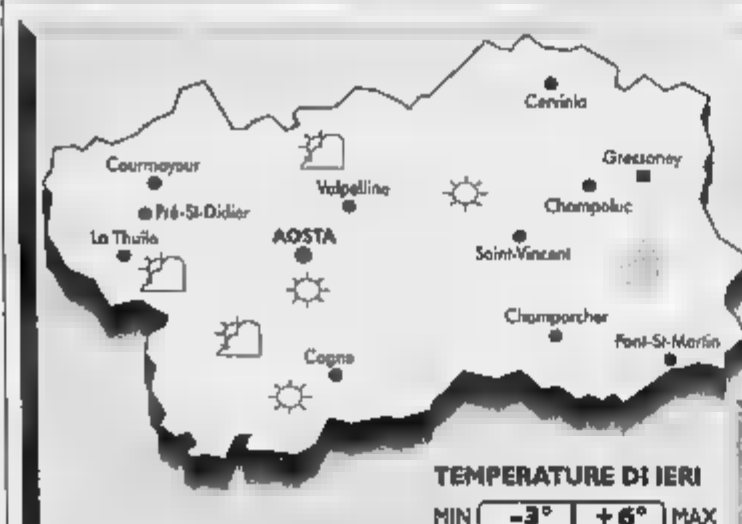 Cervinia
Gressoney
Courmayeur
Valpelline
Champoluc
Pré-St-Didier
La Thuile
AOSTA
Saint-Vincent
Champorcher
Pont-St-Martin
Cogne
TEMPERATURE DI IERI
MIN -3° +6° MAX